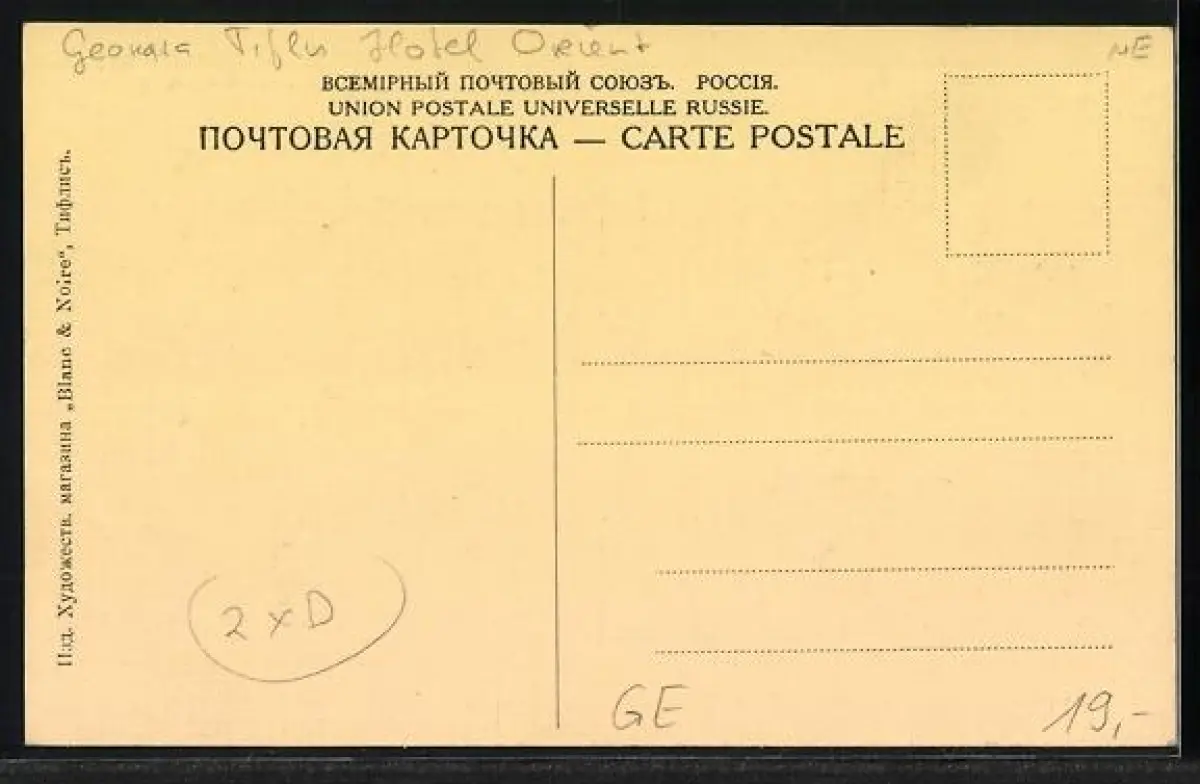 Georgia Tiflis Hotel Orient
ME
ВСЕМІРНЫЙ ПОЧТОВЫЙ СОЮЗЪ. РОССІЯ.
UNION POSTALE UNIVERSELLE RUSSIE.
ПОЧТОВАЯ КАРТОЧКА — CARTE POSTALE
Изд. Художеств. магазина „Blanc & Noire“, Тифлисъ.
2 x D
GE
19,-